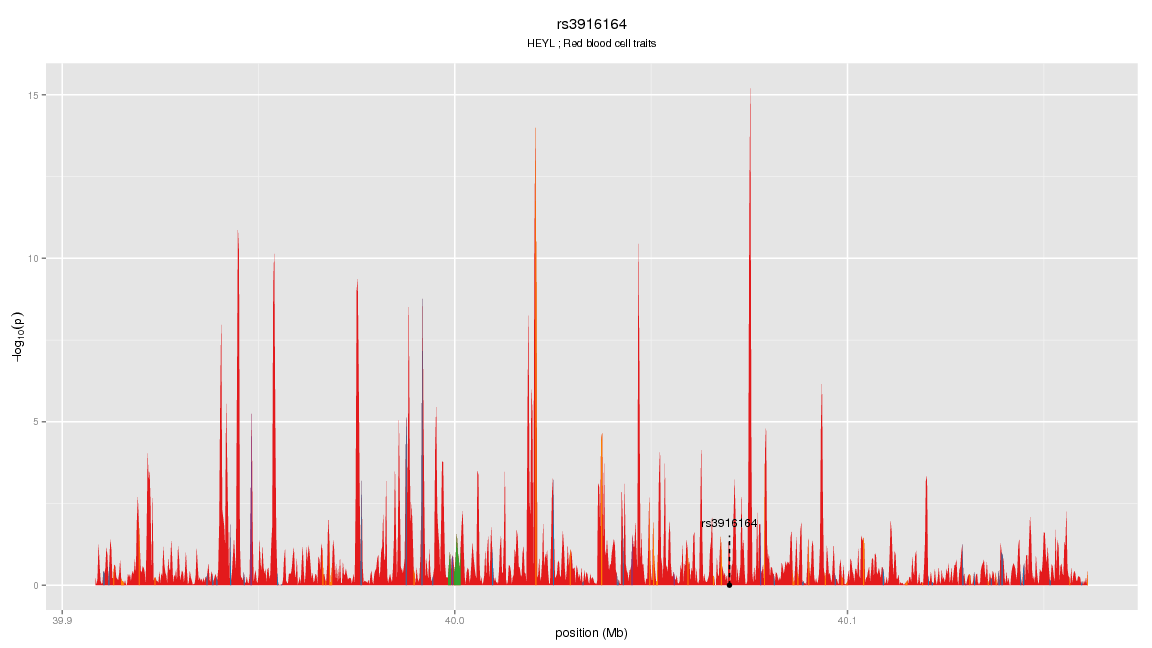 rs3916164
HEYL ; Red blood cell traits
15
10
5
0
−log10(p)
rs3916164
39.9
40.0
40.1
position (Mb)